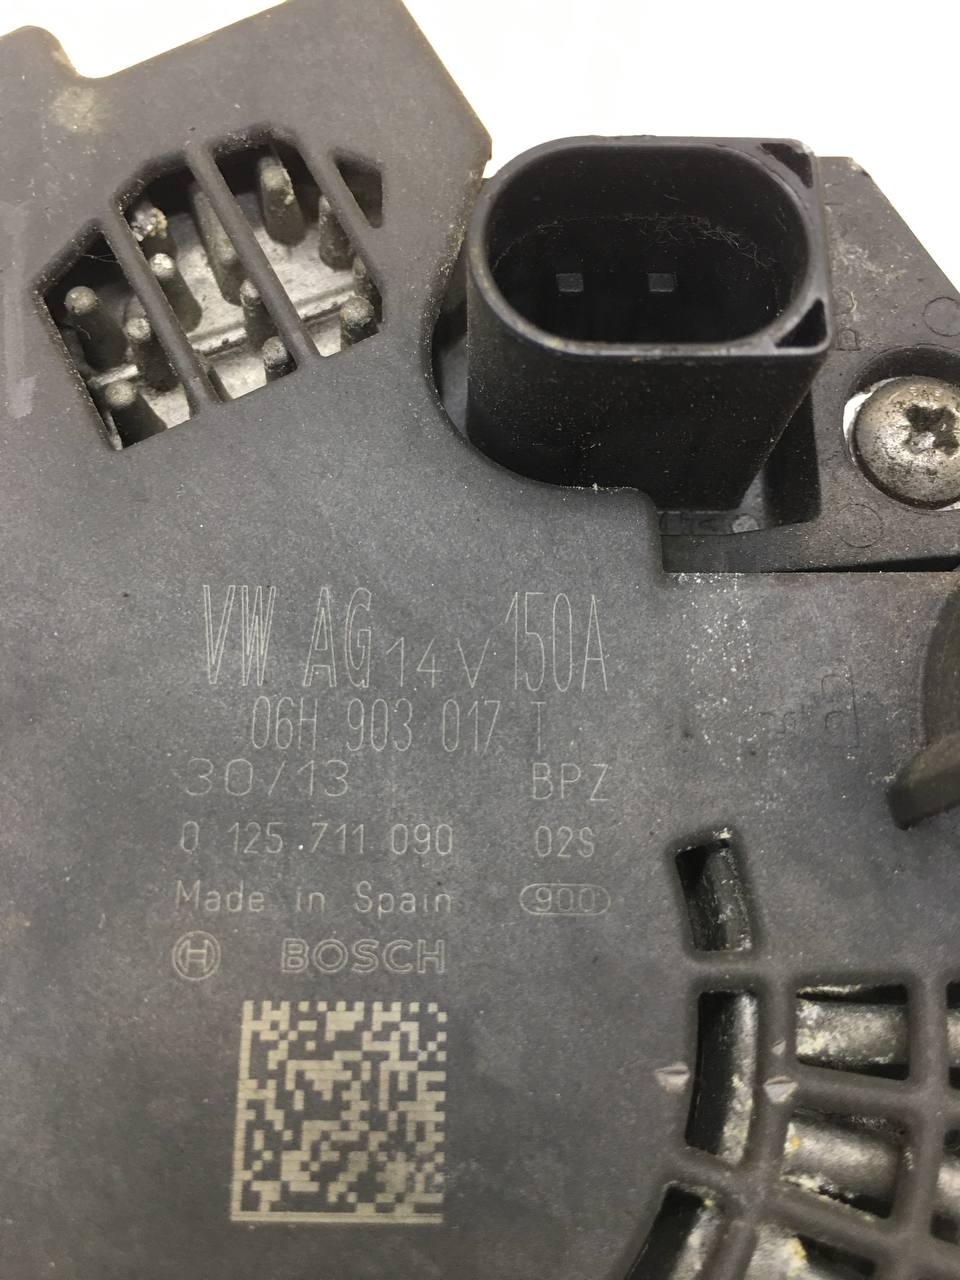 VW AG 14V 150A
06H 903 017 T
30/13 BPZ
0 125 711 090 02S
Made in Spain 900
BOSCH